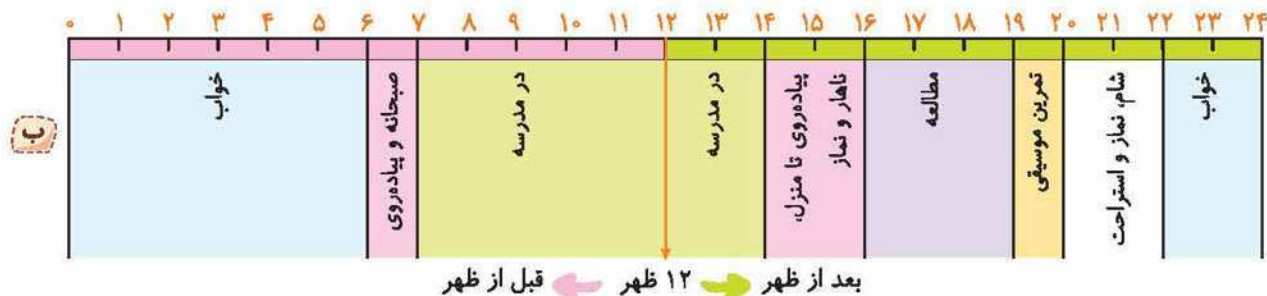 ۰ ۱ ۲ ۳ ۴ ۵ ۶ ۷ ۸ ۹ ۱۰ ۱۱ ۱۲ ۱۳ ۱۴ ۱۵ ۱۶ ۱۷ ۱۸ ۱۹ ۲۰ ۲۱ ۲۲ ۲۳ ۲۴
ب
خواب
صبحانه و پیاده‌روی
در مدرسه
در مدرسه
پیاده‌روی تا منزل،
ناهار و نماز
مطالعه
تمرین موسیقی
شام، نماز و استراحت
خواب
بعد از ظهر ۱۲ ظهر قبل از ظهر